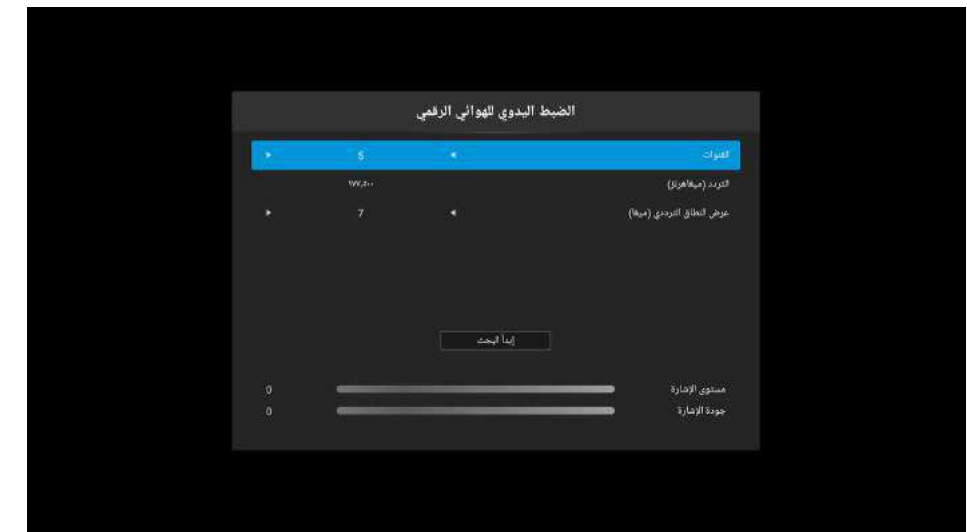 الضبط اليدوي للهوائي الرقمي
القنوات 5
التردد (ميغاهرتز) ١٧٧,٥٠٠
عرض النطاق الترددي (ميغا) 7
إبدأ البحث
مستوى الإشارة 0
جودة الإشارة 0